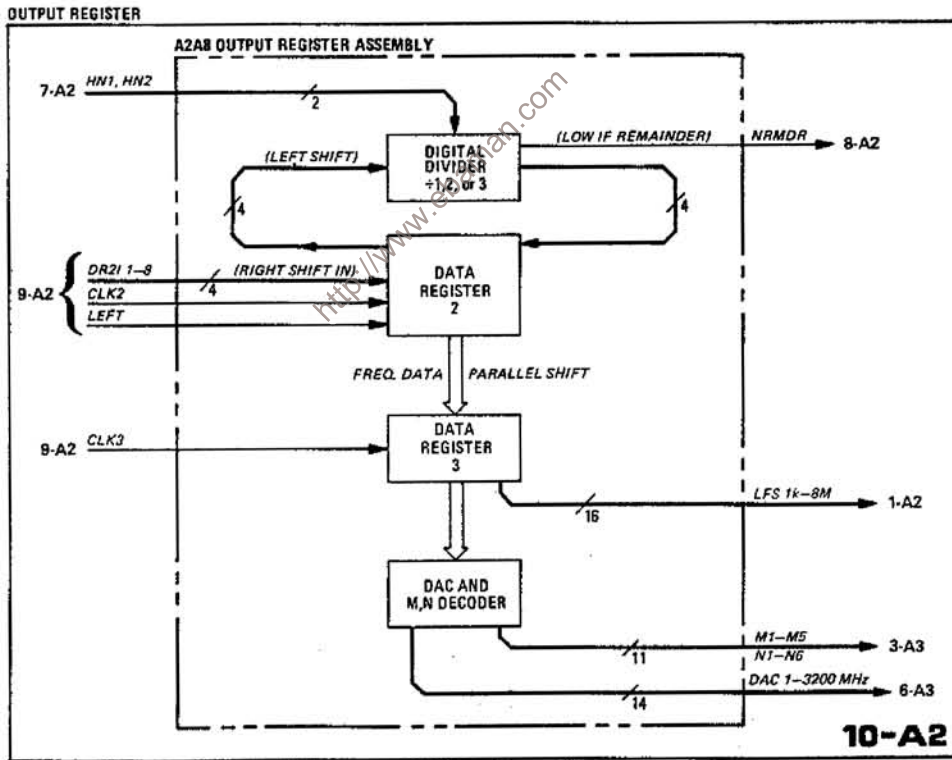 OUTPUT REGISTER
A2A8 OUTPUT REGISTER ASSEMBLY
7-A2
HN1, HN2
2
(LOW IF REMAINDER)
NRMDR
8-A2
DIGITAL
DIVIDER
÷1,2, or 3
(LEFT SHIFT)
4
4
9-A2
DR2I 1–8
4
(RIGHT SHIFT IN)
CLK2
LEFT
DATA
REGISTER
2
http://www.ebaman.com
FREQ. DATA
PARALLEL SHIFT
9-A2
CLK3
DATA
REGISTER
3
16
LFS 1k–8M
1-A2
DAC AND
M,N DECODER
11
M1–M5
N1–N6
3-A3
14
DAC 1–3200 MHz
6-A3
10-A2